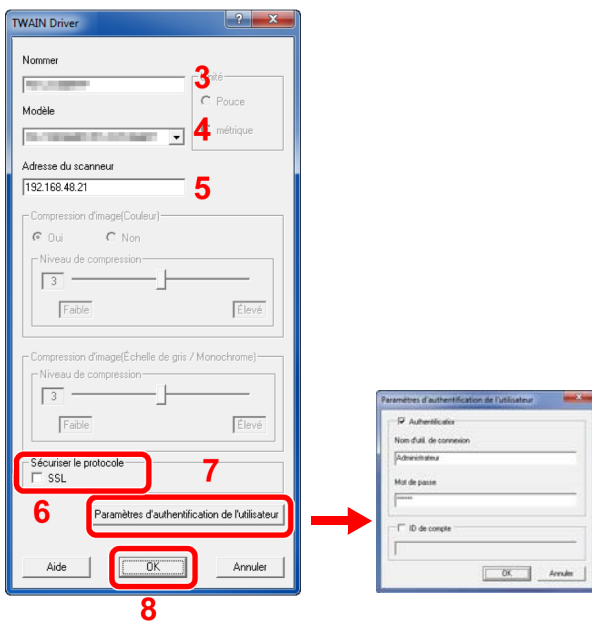 TWAIN Driver
Nommer
3
Unité
Pouce
métrique
Modèle
4
Adresse du scanneur
192.168.48.21
5
Compression d'image(Couleur)
Oui Non
Niveau de compression
3
Faible Élevé
Compression d'image(Échelle de gris / Monochrome)
Niveau de compression
3
Faible Élevé
Sécuriser le protocole
SSL
7
6
Paramètres d'authentification de l'utilisateur
Aide OK Annuler
8
Paramètres d'authentification de l'utilisateur
Authentification
Nom d'util. de connexion
Administrateur
Mot de passe
ID de compte
OK Annuler